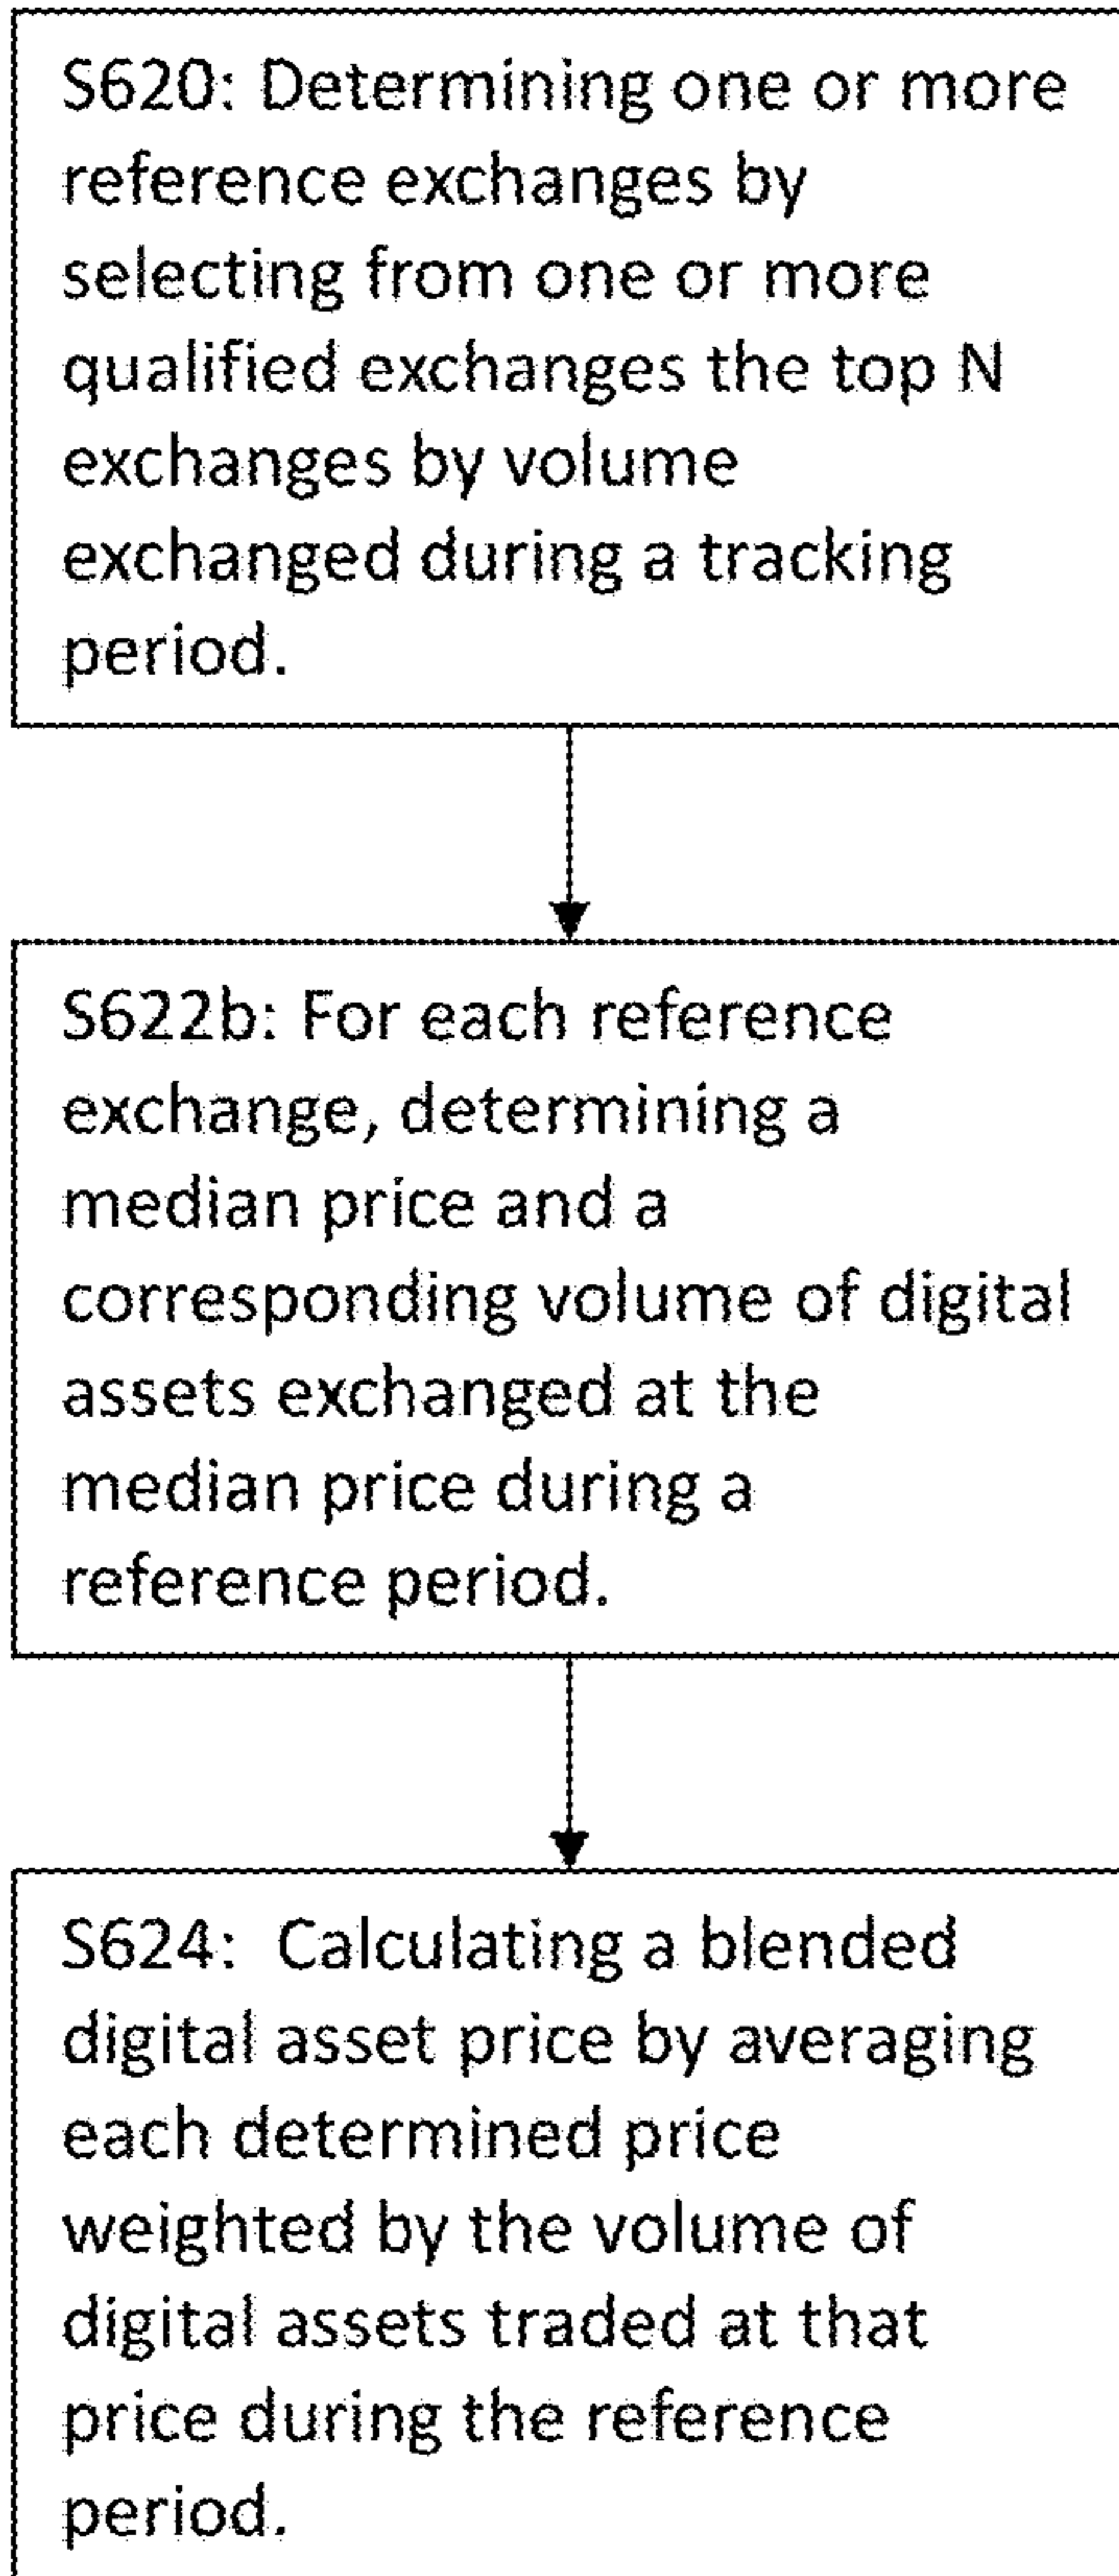 S620: Determining one or more
reference exchanges by
selecting from one or more
qualified exchanges the top N
exchanges by volume
exchanged during a tracking
period.
S622b: For each reference
exchange, determining a
median price and a
corresponding volume of digital
assets exchanged at the
median price during a
reference period.
S624: Calculating a blended
digital asset price by averaging
each determined price
weighted by the volume of
digital assets traded at that
price during the reference
period.